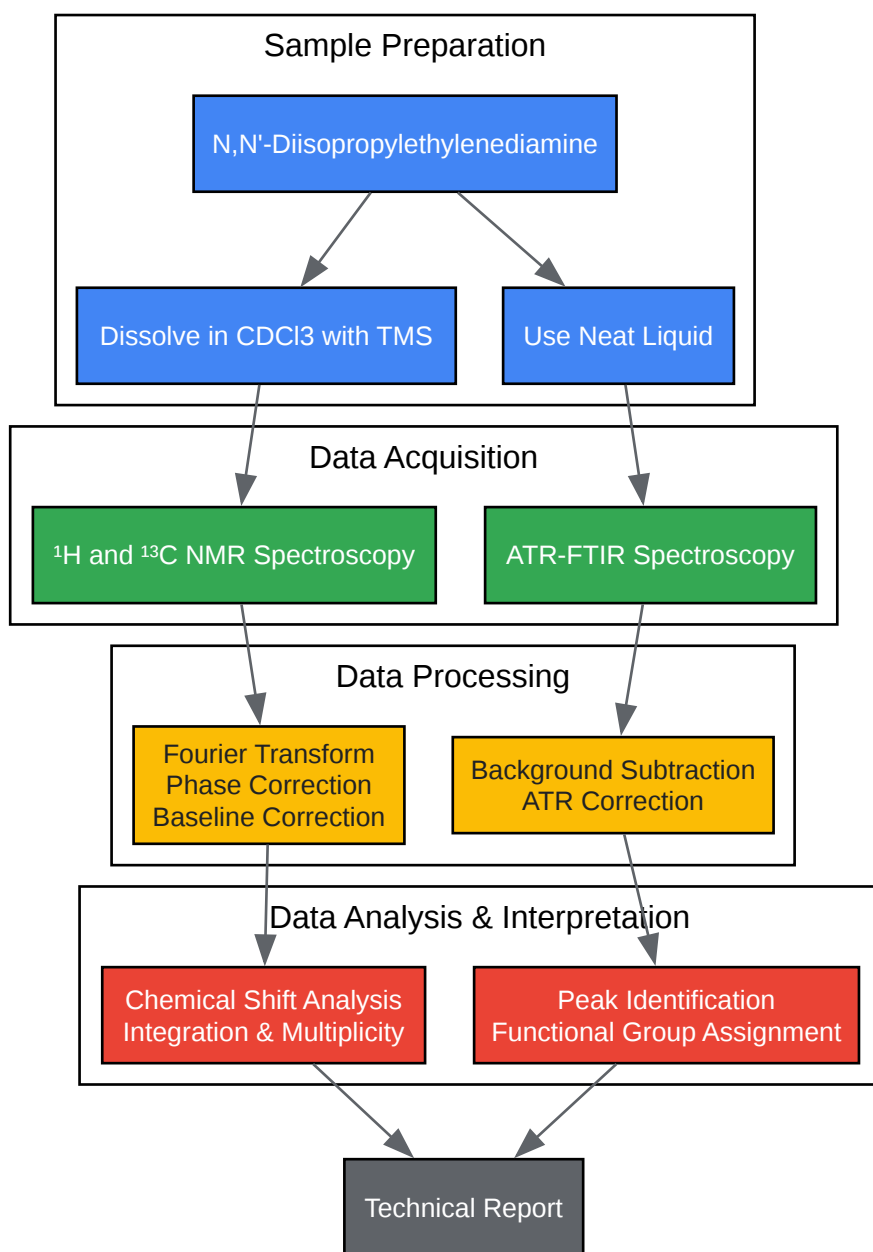 Sample Preparation
N,N'-Diisopropylethylenediamine
Dissolve in CDCl3 with TMS
Use Neat Liquid
Data Acquisition
¹H and ¹³C NMR Spectroscopy
ATR-FTIR Spectroscopy
Data Processing
Fourier Transform
Phase Correction
Baseline Correction
Background Subtraction
ATR Correction
Data Analysis & Interpretation
Chemical Shift Analysis
Integration & Multiplicity
Peak Identification
Functional Group Assignment
Technical Report